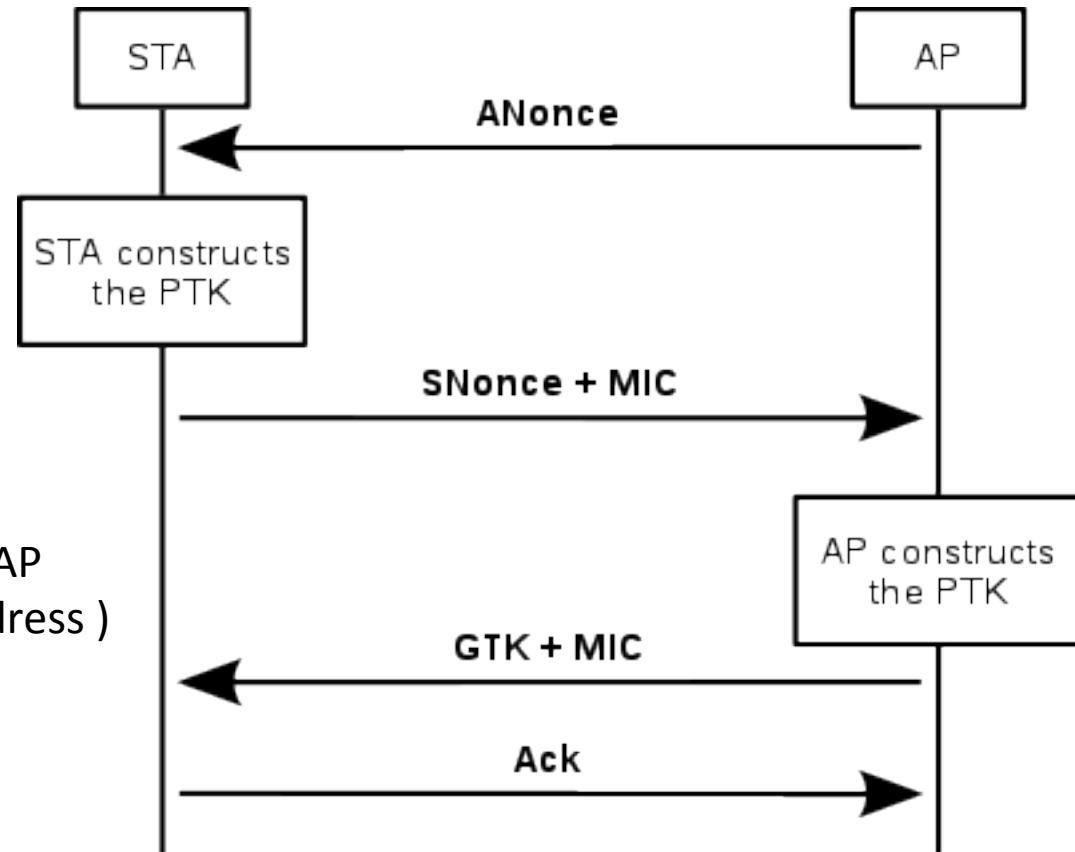 STA
AP
ANonce
STA constructs
the PTK
SNonce + MIC
AP
dress )
AP constructs
the PTK
GTK + MIC
Ack